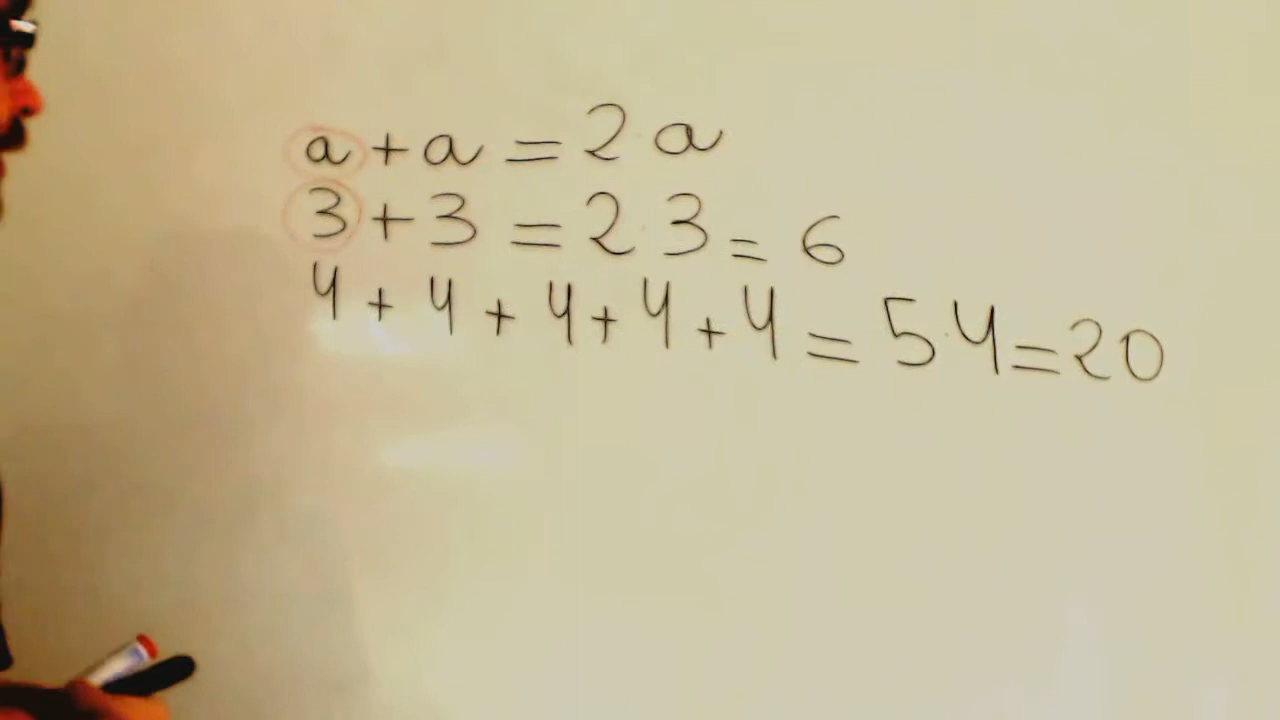 a + a = 2·a
3 + 3 = 2·3 = 6
4 + 4 + 4 + 4 + 4 = 5·4 = 20